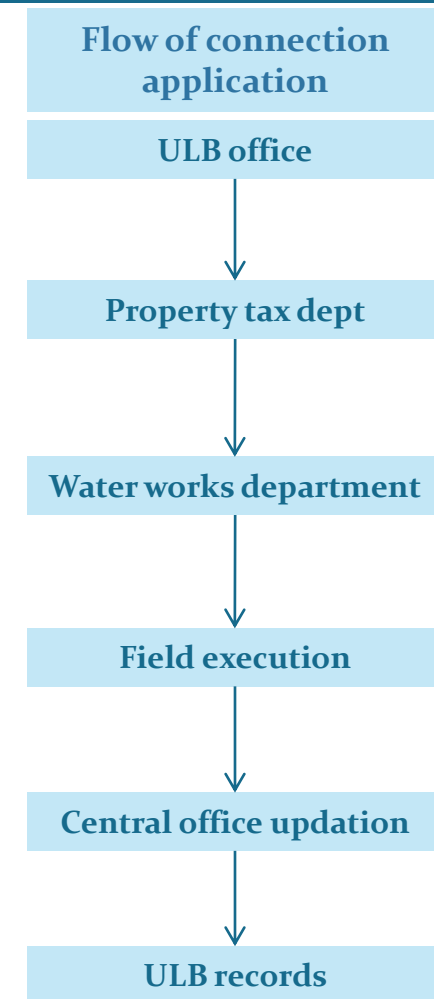 Flow of connection
application
ULB office
Property tax dept
Water works department
Field execution
Central office updation
ULB records